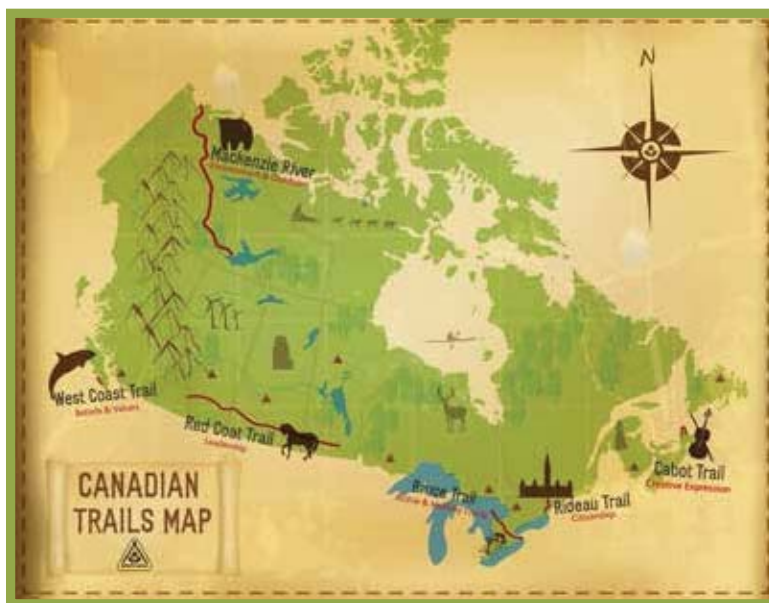 N
Mackenzie River
West Coast Trail
Beliefs & Values
Red Coat Trail
Leadership
Bruce Trail
Rideau Trail
Citizenship
Cabot Trail
Creative Expression
CANADIAN
TRAILS MAP